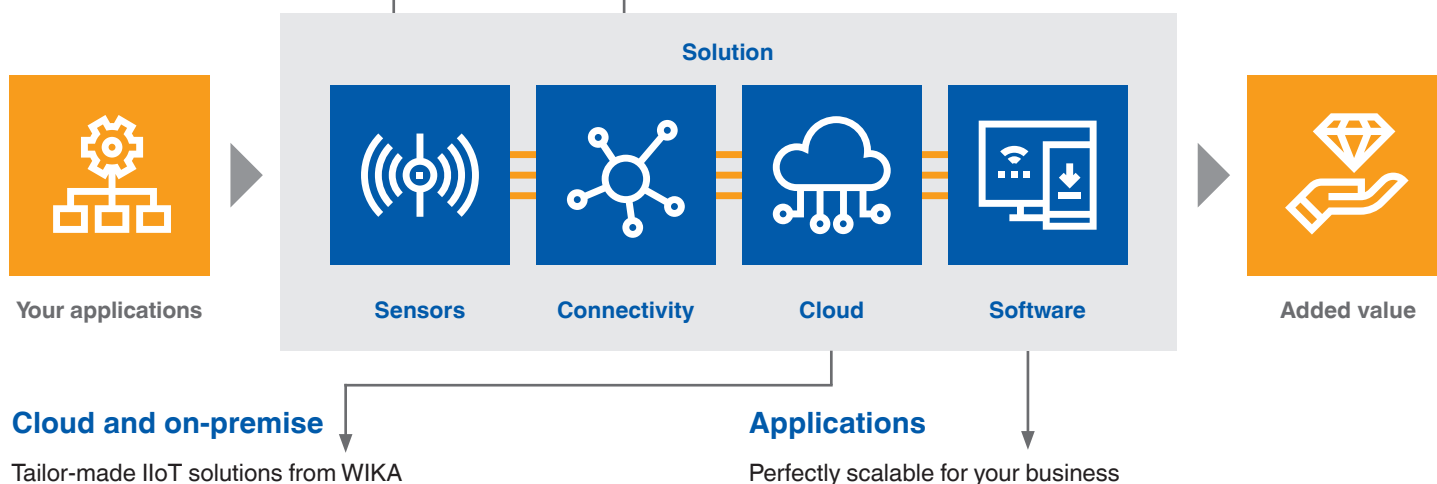 Solution
Your applications
Sensors
Connectivity
Cloud
Software
Added value
Cloud and on-premise
Tailor-made IIoT solutions from WIKA
Applications
Perfectly scalable for your business